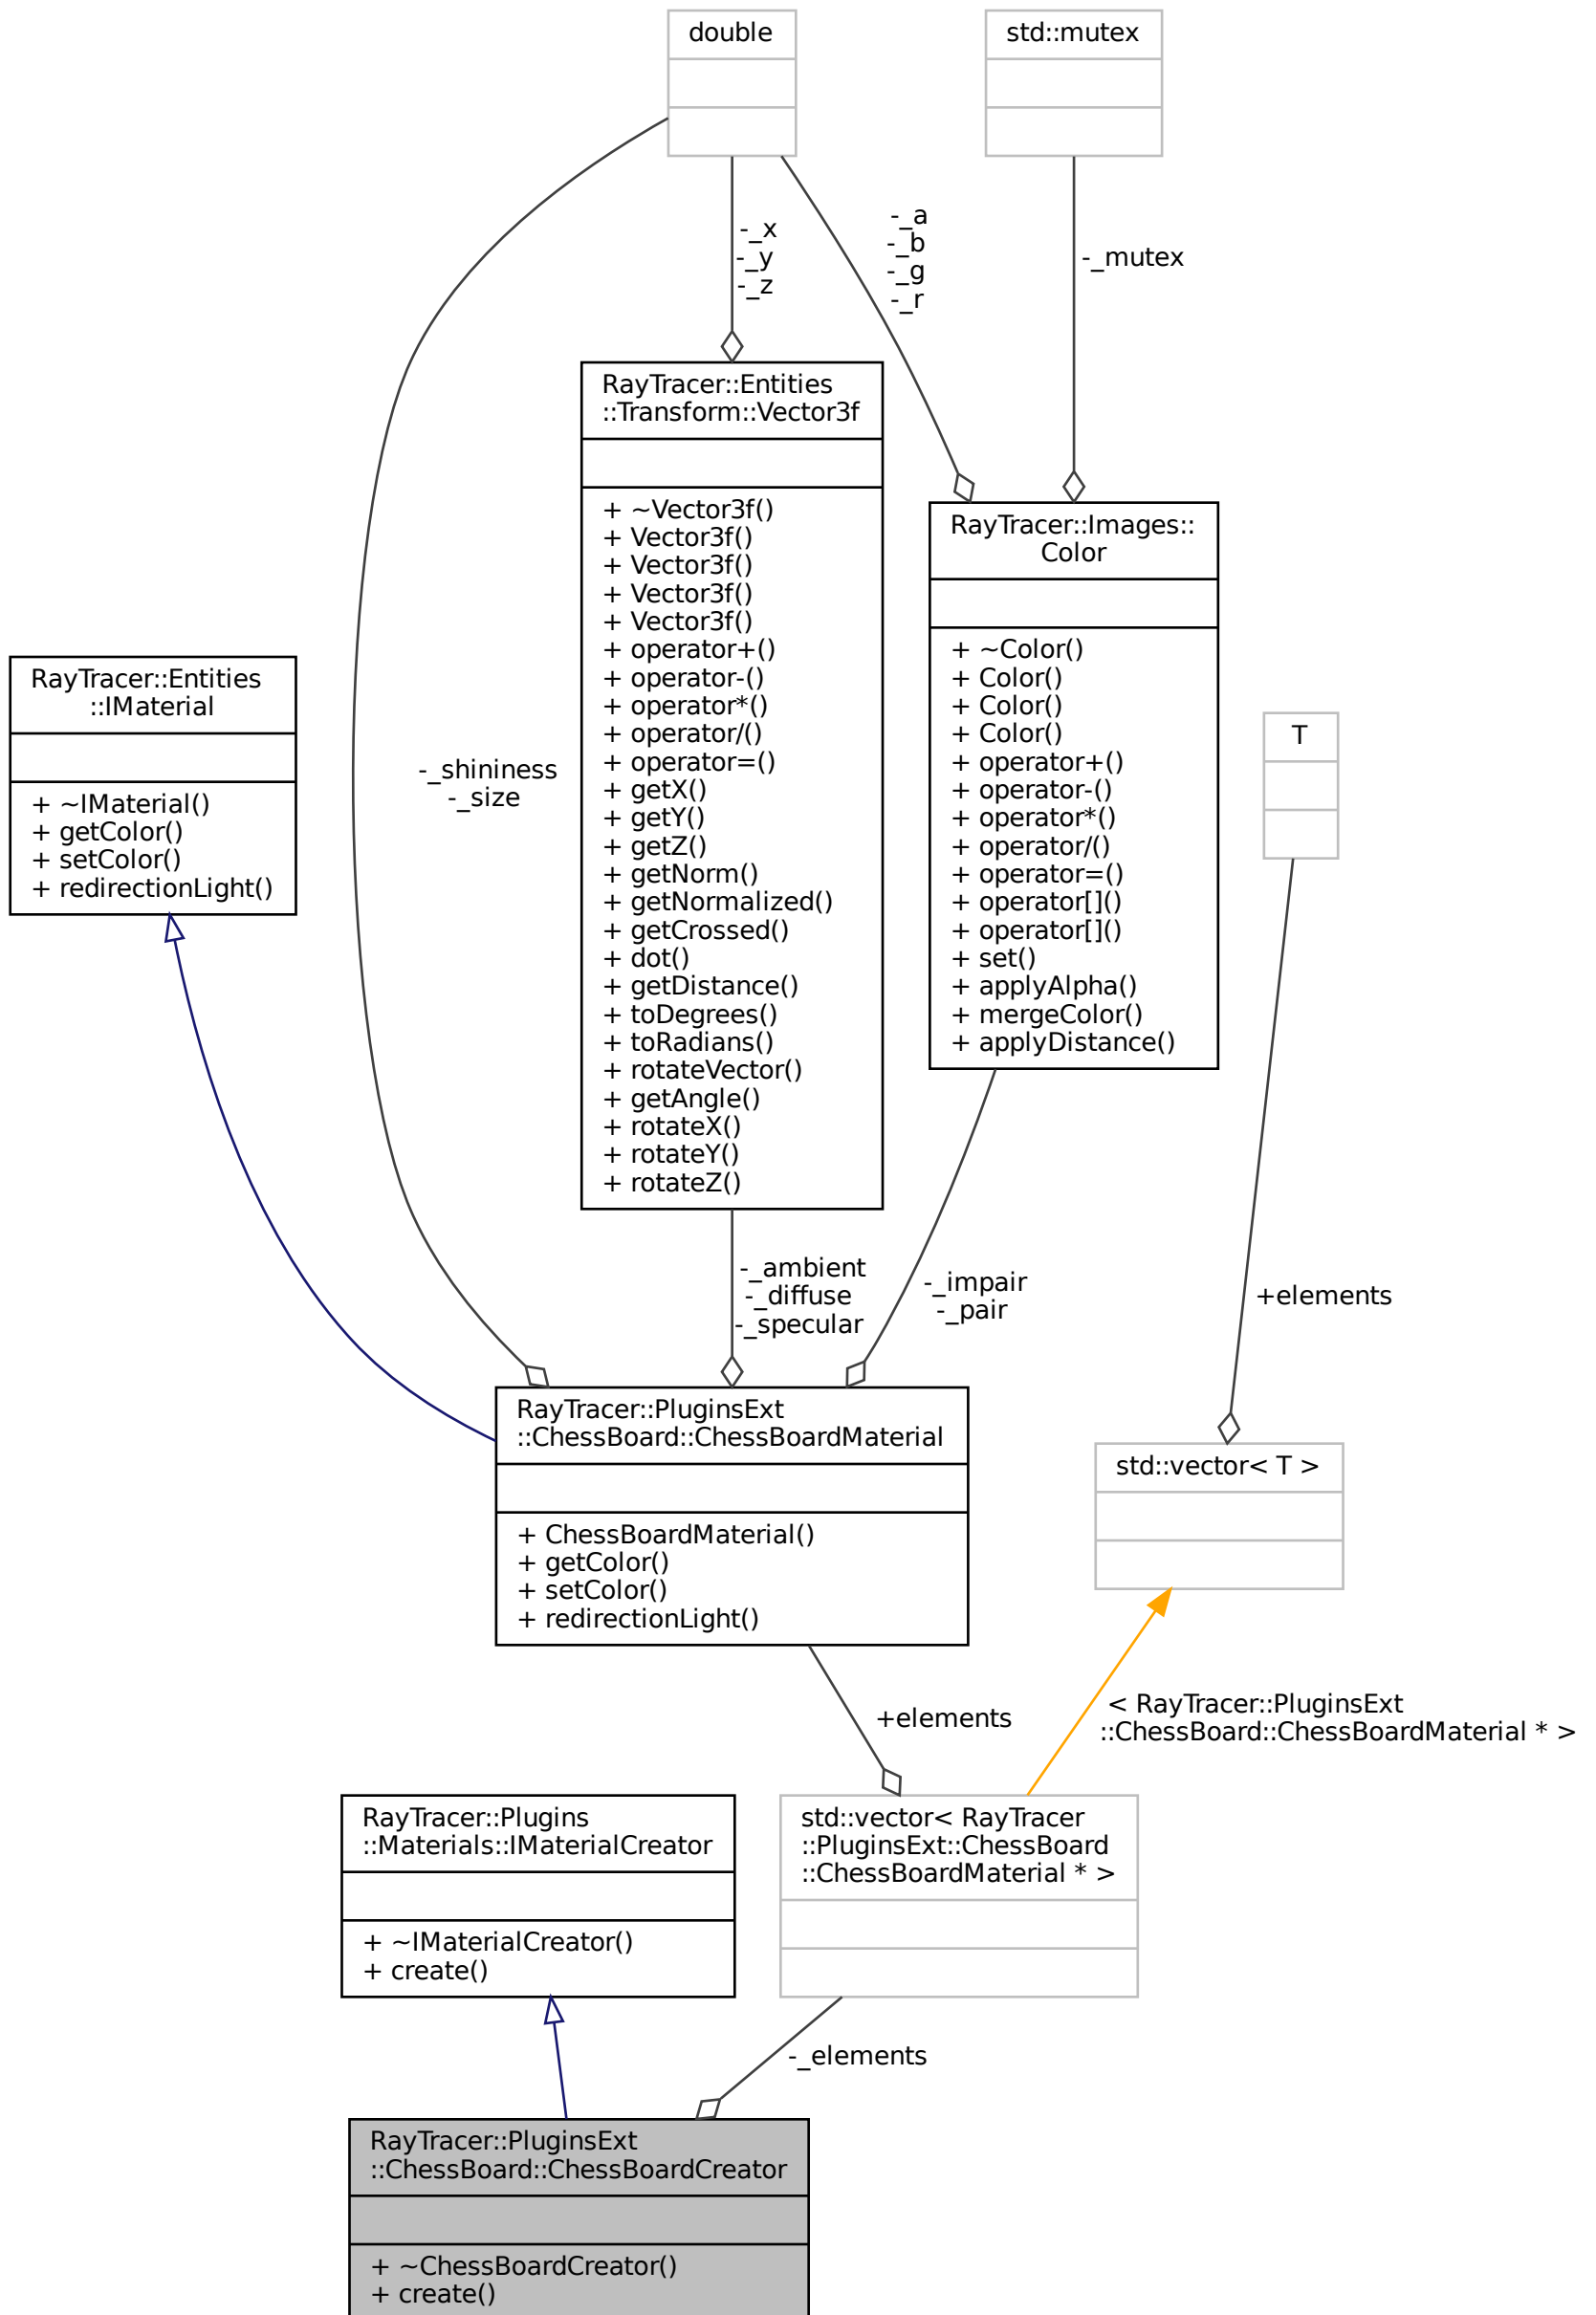 double
std::mutex
-_x
-_y
-_z
-_a
-_b
-_g
-_r
-_mutex
RayTracer::Entities
::Transform::Vector3f
+ ~Vector3f()
+ Vector3f()
+ Vector3f()
+ Vector3f()
+ Vector3f()
+ operator+()
+ operator-()
+ operator*()
+ operator/()
+ operator=()
+ getX()
+ getY()
+ getZ()
+ getNorm()
+ getNormalized()
+ getCrossed()
+ dot()
+ getDistance()
+ toDegrees()
+ toRadians()
+ rotateVector()
+ getAngle()
+ rotateX()
+ rotateY()
+ rotateZ()
RayTracer::Images::
Color
+ ~Color()
+ Color()
+ Color()
+ Color()
+ operator+()
+ operator-()
+ operator*()
+ operator/()
+ operator=()
+ operator[]()
+ operator[]()
+ set()
+ applyAlpha()
+ mergeColor()
+ applyDistance()
RayTracer::Entities
::IMaterial
+ ~IMaterial()
+ getColor()
+ setColor()
+ redirectionLight()
-_shininess
-_size
T
-_ambient
-_diffuse
-_specular
-_impair
-_pair
+elements
RayTracer::PluginsExt
::ChessBoard::ChessBoardMaterial
+ ChessBoardMaterial()
+ getColor()
+ setColor()
+ redirectionLight()
std::vector< T >
+elements
< RayTracer::PluginsExt
::ChessBoard::ChessBoardMaterial * >
RayTracer::Plugins
::Materials::IMaterialCreator
+ ~IMaterialCreator()
+ create()
std::vector< RayTracer
::PluginsExt::ChessBoard
::ChessBoardMaterial * >
-_elements
RayTracer::PluginsExt
::ChessBoard::ChessBoardCreator
+ ~ChessBoardCreator()
+ create()